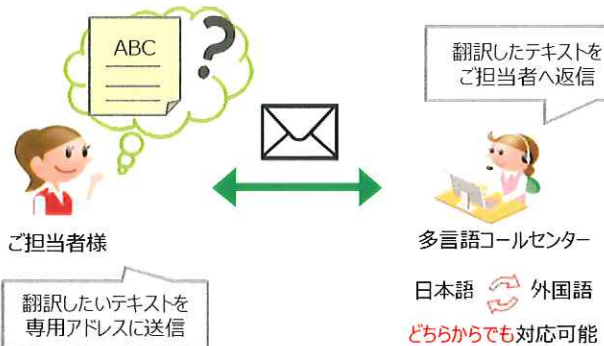 ABC
?
翻訳したテキストを
ご担当者へ返信
ご担当者様
多言語コールセンター
翻訳したいテキストを
専用アドレスに送信
日本語 外国語
どちらからでも対応可能